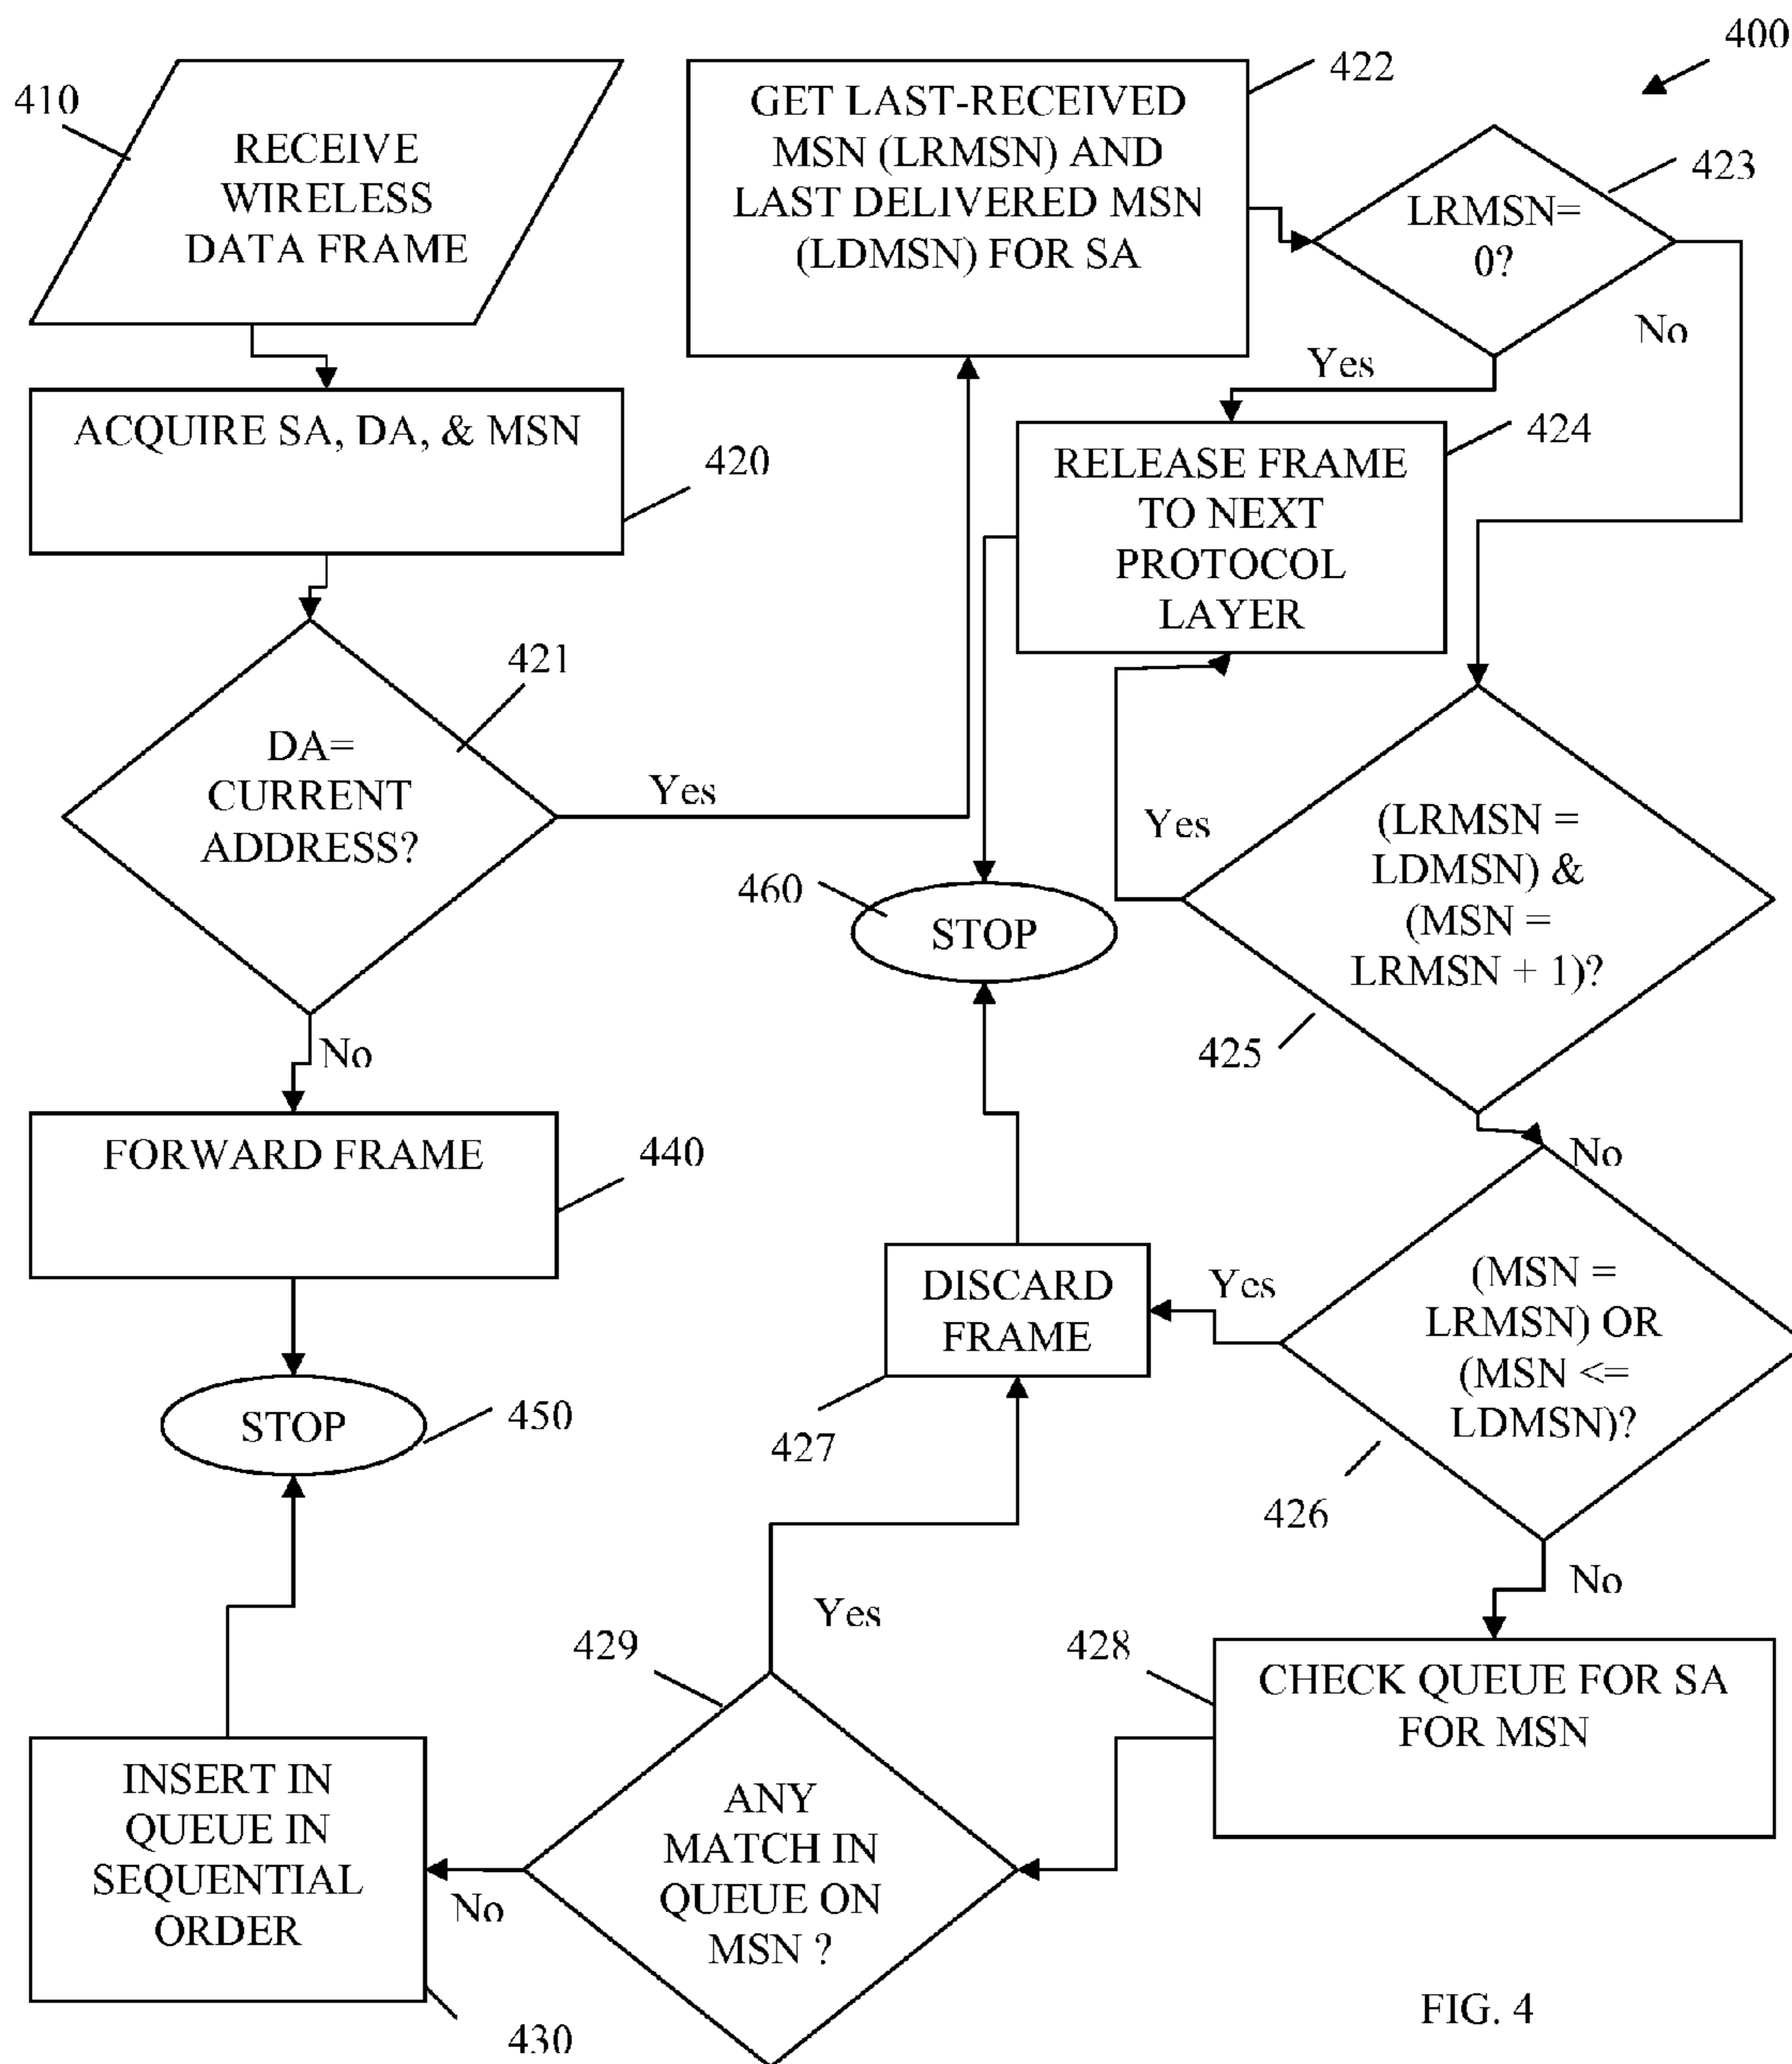 400
410
RECEIVE
WIRELESS
DATA FRAME
422
GET LAST-RECEIVED
MSN (LRMSN) AND
LAST DELIVERED MSN
(LDMSN) FOR SA
423
LRMSN=
0?
No
Yes
ACQUIRE SA, DA, & MSN
420
424
RELEASE FRAME
TO NEXT
PROTOCOL
LAYER
421
DA=
CURRENT
ADDRESS?
Yes
No
Yes
(LRMSN =
LDMSN) &
(MSN =
LRMSN + 1)?
425
No
460
STOP
FORWARD FRAME
440
DISCARD
FRAME
427
Yes
(MSN =
LRMSN) OR
(MSN <=
LDMSN)?
426
No
STOP
450
428
CHECK QUEUE FOR SA
FOR MSN
429
Yes
ANY
MATCH IN
QUEUE ON
MSN ?
No
INSERT IN
QUEUE IN
SEQUENTIAL
ORDER
430
FIG. 4